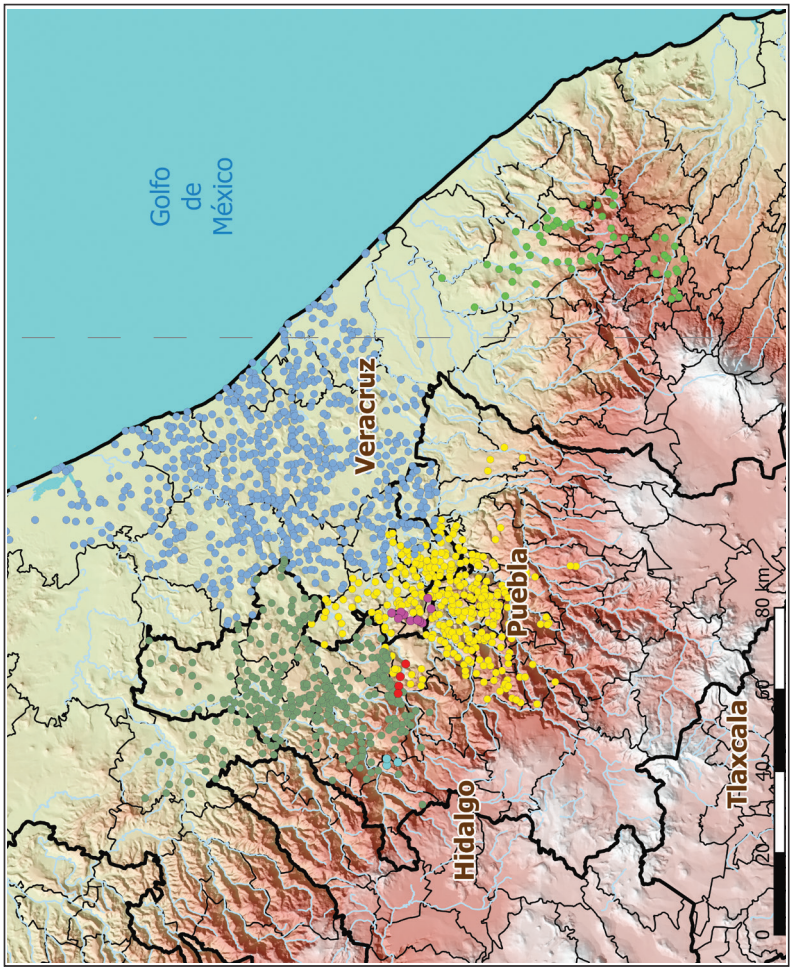 Golfo
de
México
Veracruz
Puebla
Hidalgo
Tlaxcala
0 20 40 60 80 km